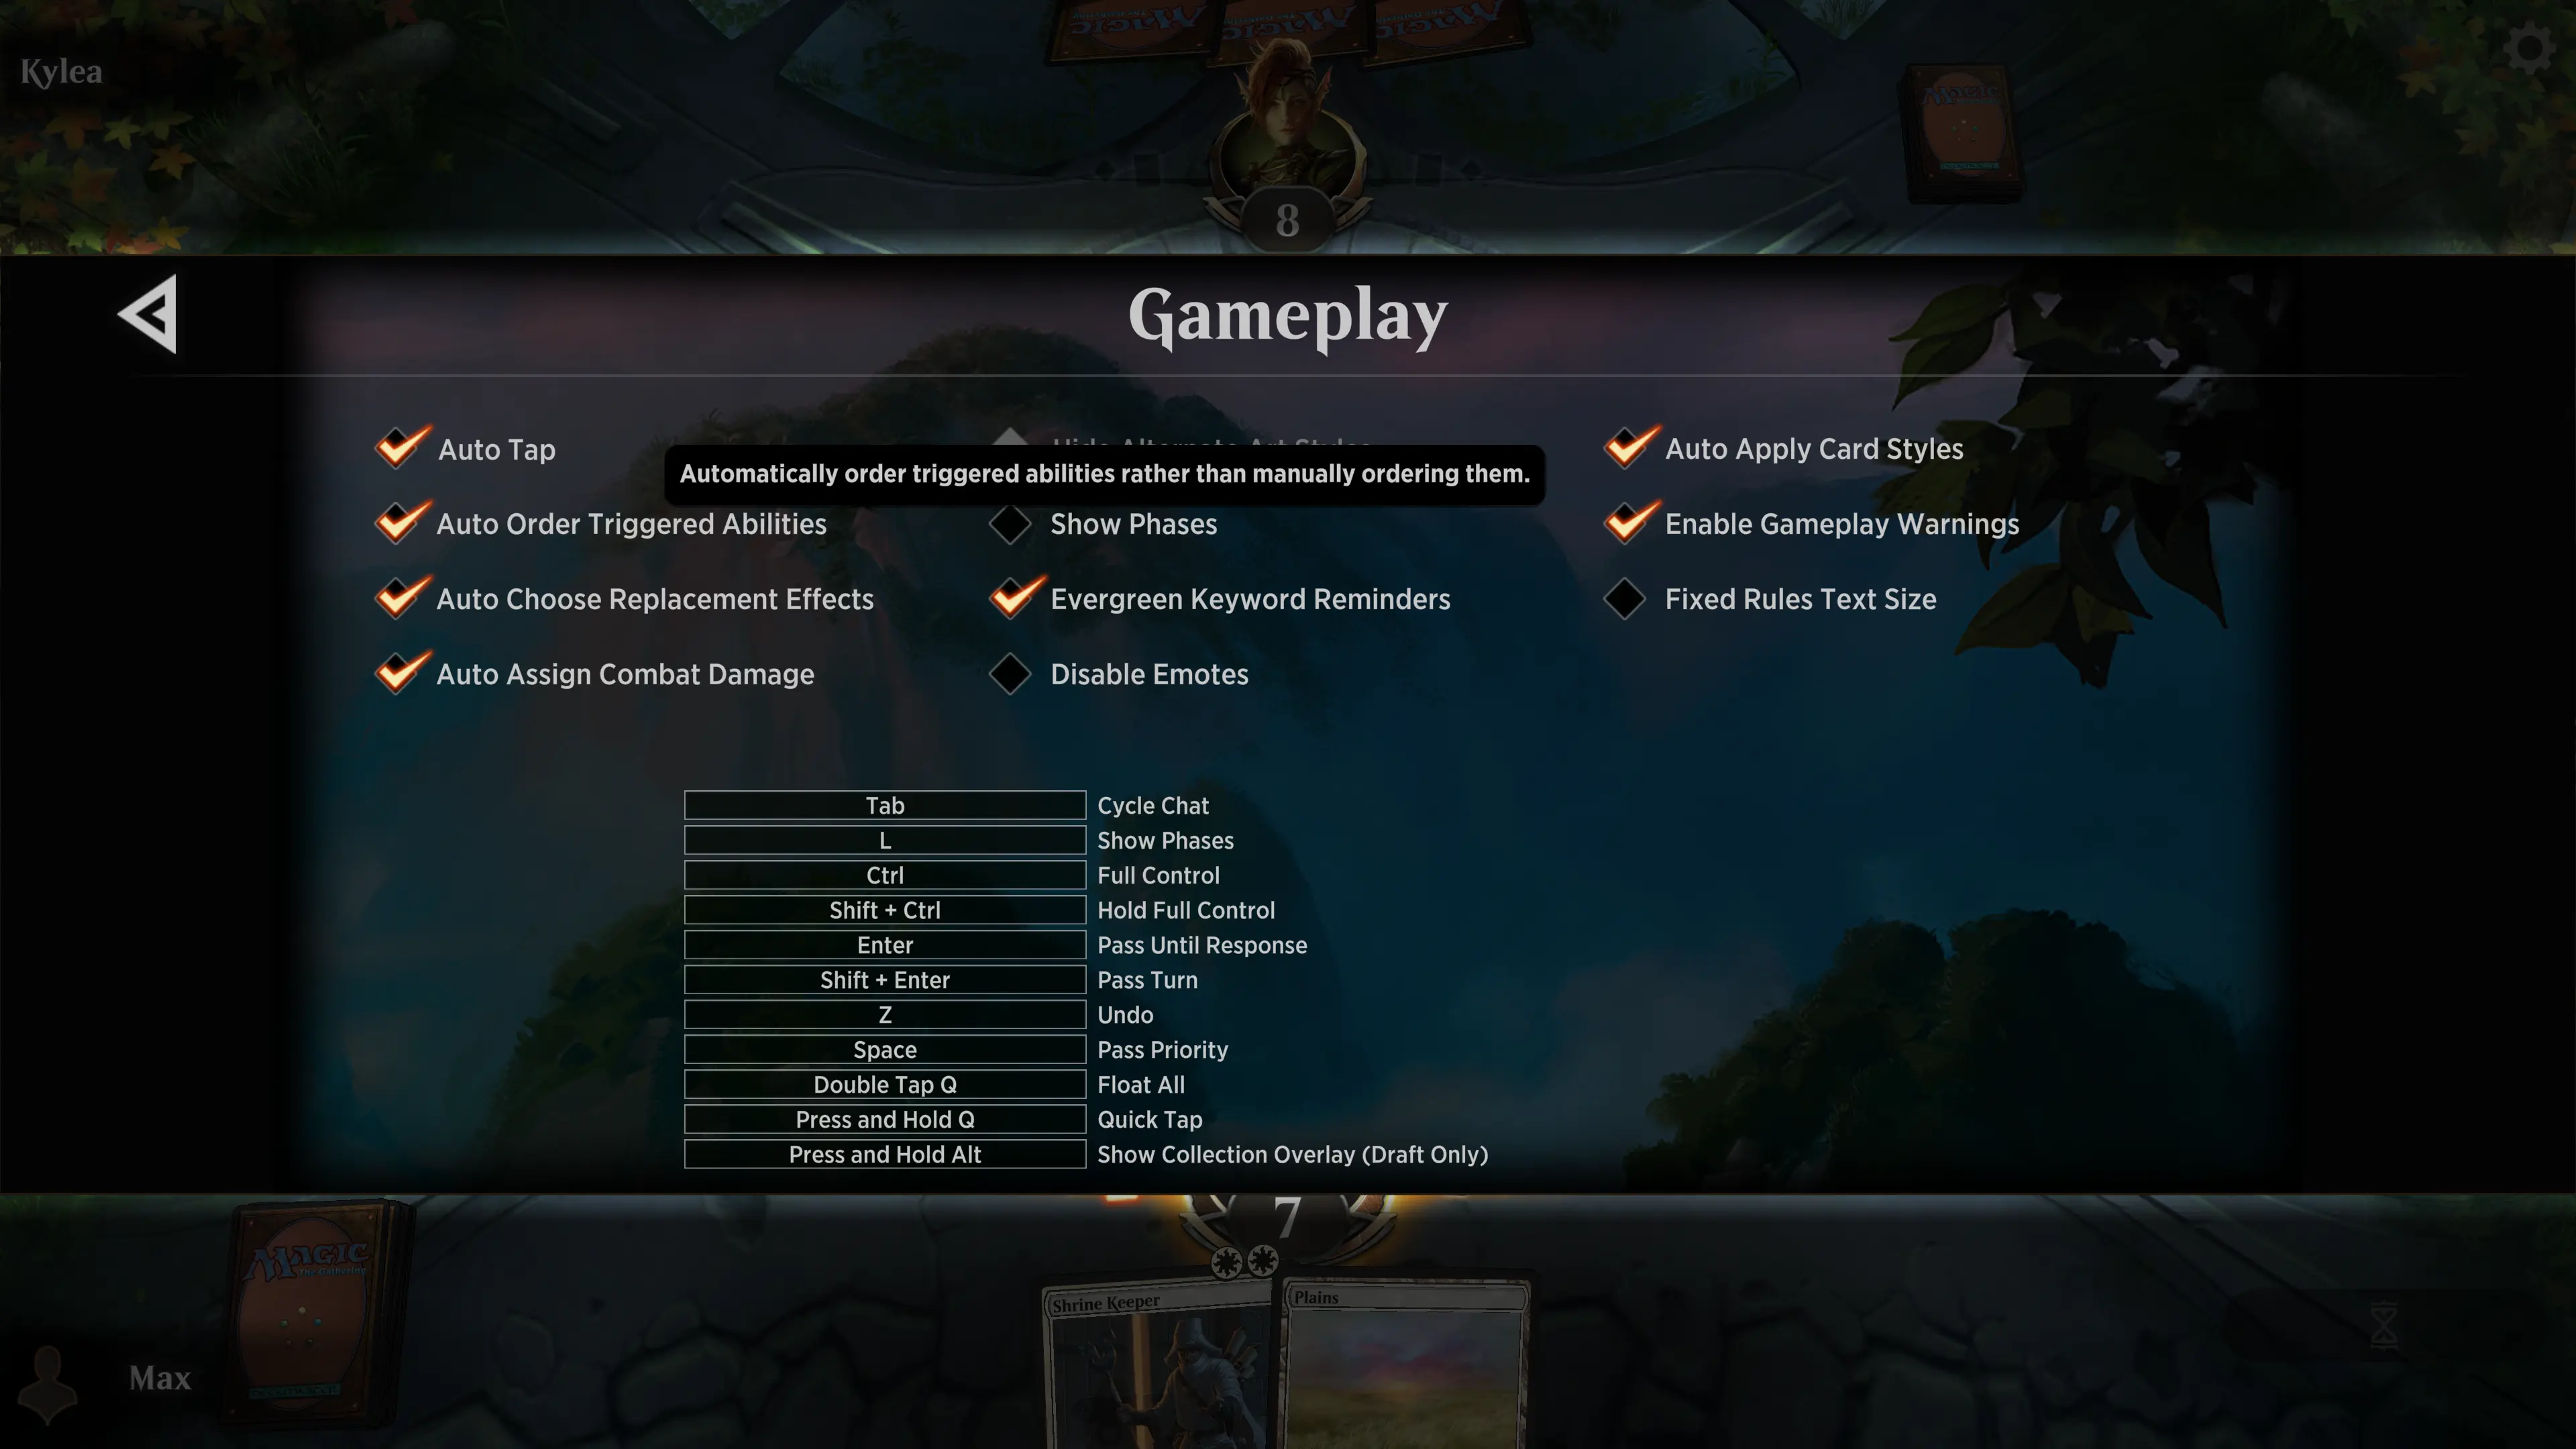 Kylea
8
Gameplay
Auto Tap
Auto Apply Card Styles
Automatically order triggered abilities rather than manually ordering them.
Auto Order Triggered Abilities
Show Phases
Enable Gameplay Warnings
Auto Choose Replacement Effects
Evergreen Keyword Reminders
Fixed Rules Text Size
Auto Assign Combat Damage
Disable Emotes
Tab Cycle Chat
L Show Phases
Ctrl Full Control
Shift + Ctrl Hold Full Control
Enter Pass Until Response
Shift + Enter Pass Turn
Z Undo
Space Pass Priority
Double Tap Q Float All
Press and Hold Q Quick Tap
Press and Hold Alt Show Collection Overlay (Draft Only)
7
MAGIC
The Gathering
Shrine Keeper
Plains
Max